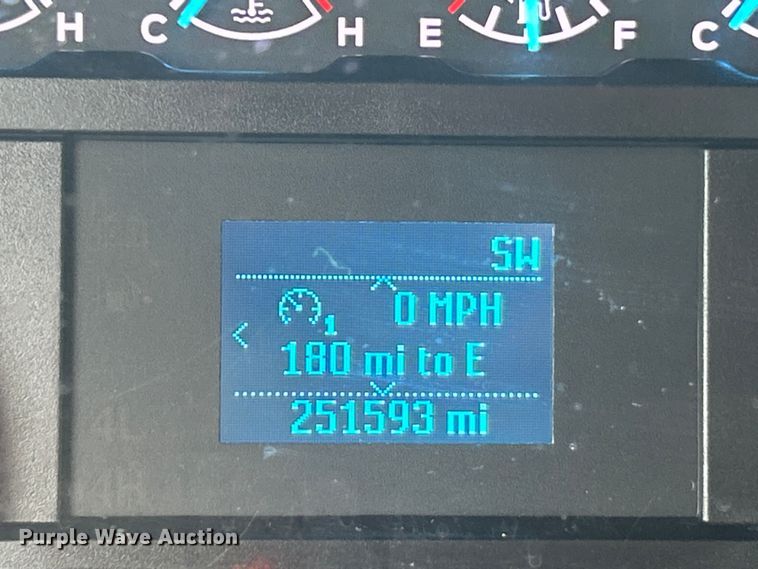 H C H E F C
SW
0 MPH
1
180 mi to E
251593 mi
Purple Wave Auction